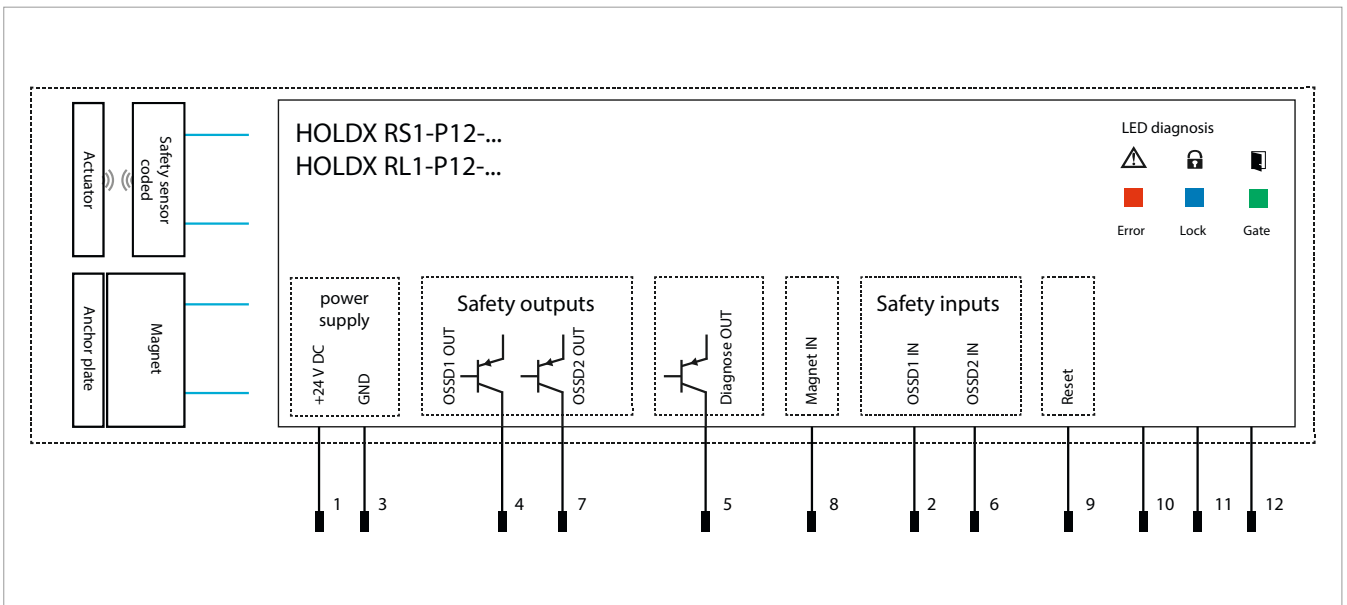 HOLDX RS1-P12-...
HOLDX RL1-P12-...
LED diagnosis
Error
Lock
Gate
Actuator
Safety sensor
coded
Anchor plate
Magnet
power
supply
+24 V DC
GND
Safety outputs
OSSD1 OUT
OSSD2 OUT
Diagnose OUT
Magnet IN
Safety inputs
OSSD1 IN
OSSD2 IN
Reset
1
3
4
7
5
8
2
6
9
10
11
12